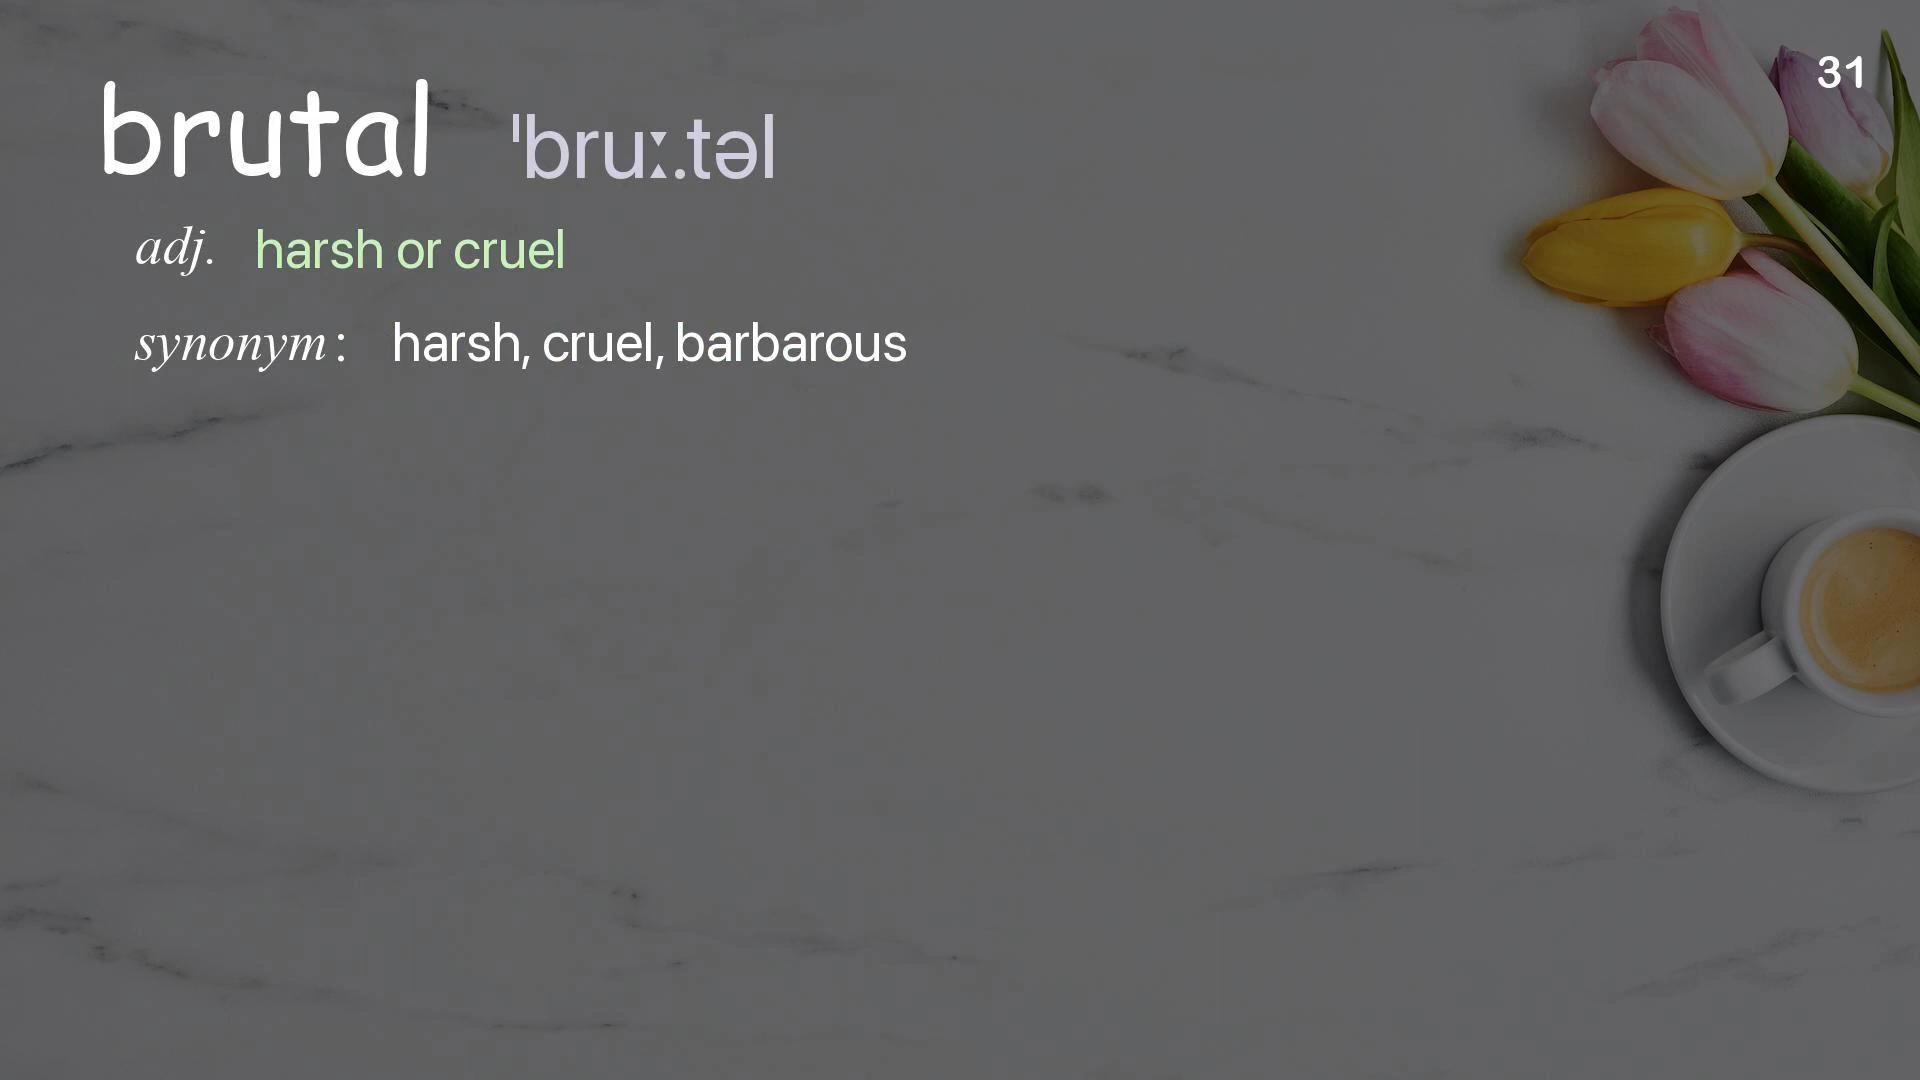 31
brutal ˈbruː.təl
adj. harsh or cruel
synonym : harsh, cruel, barbarous